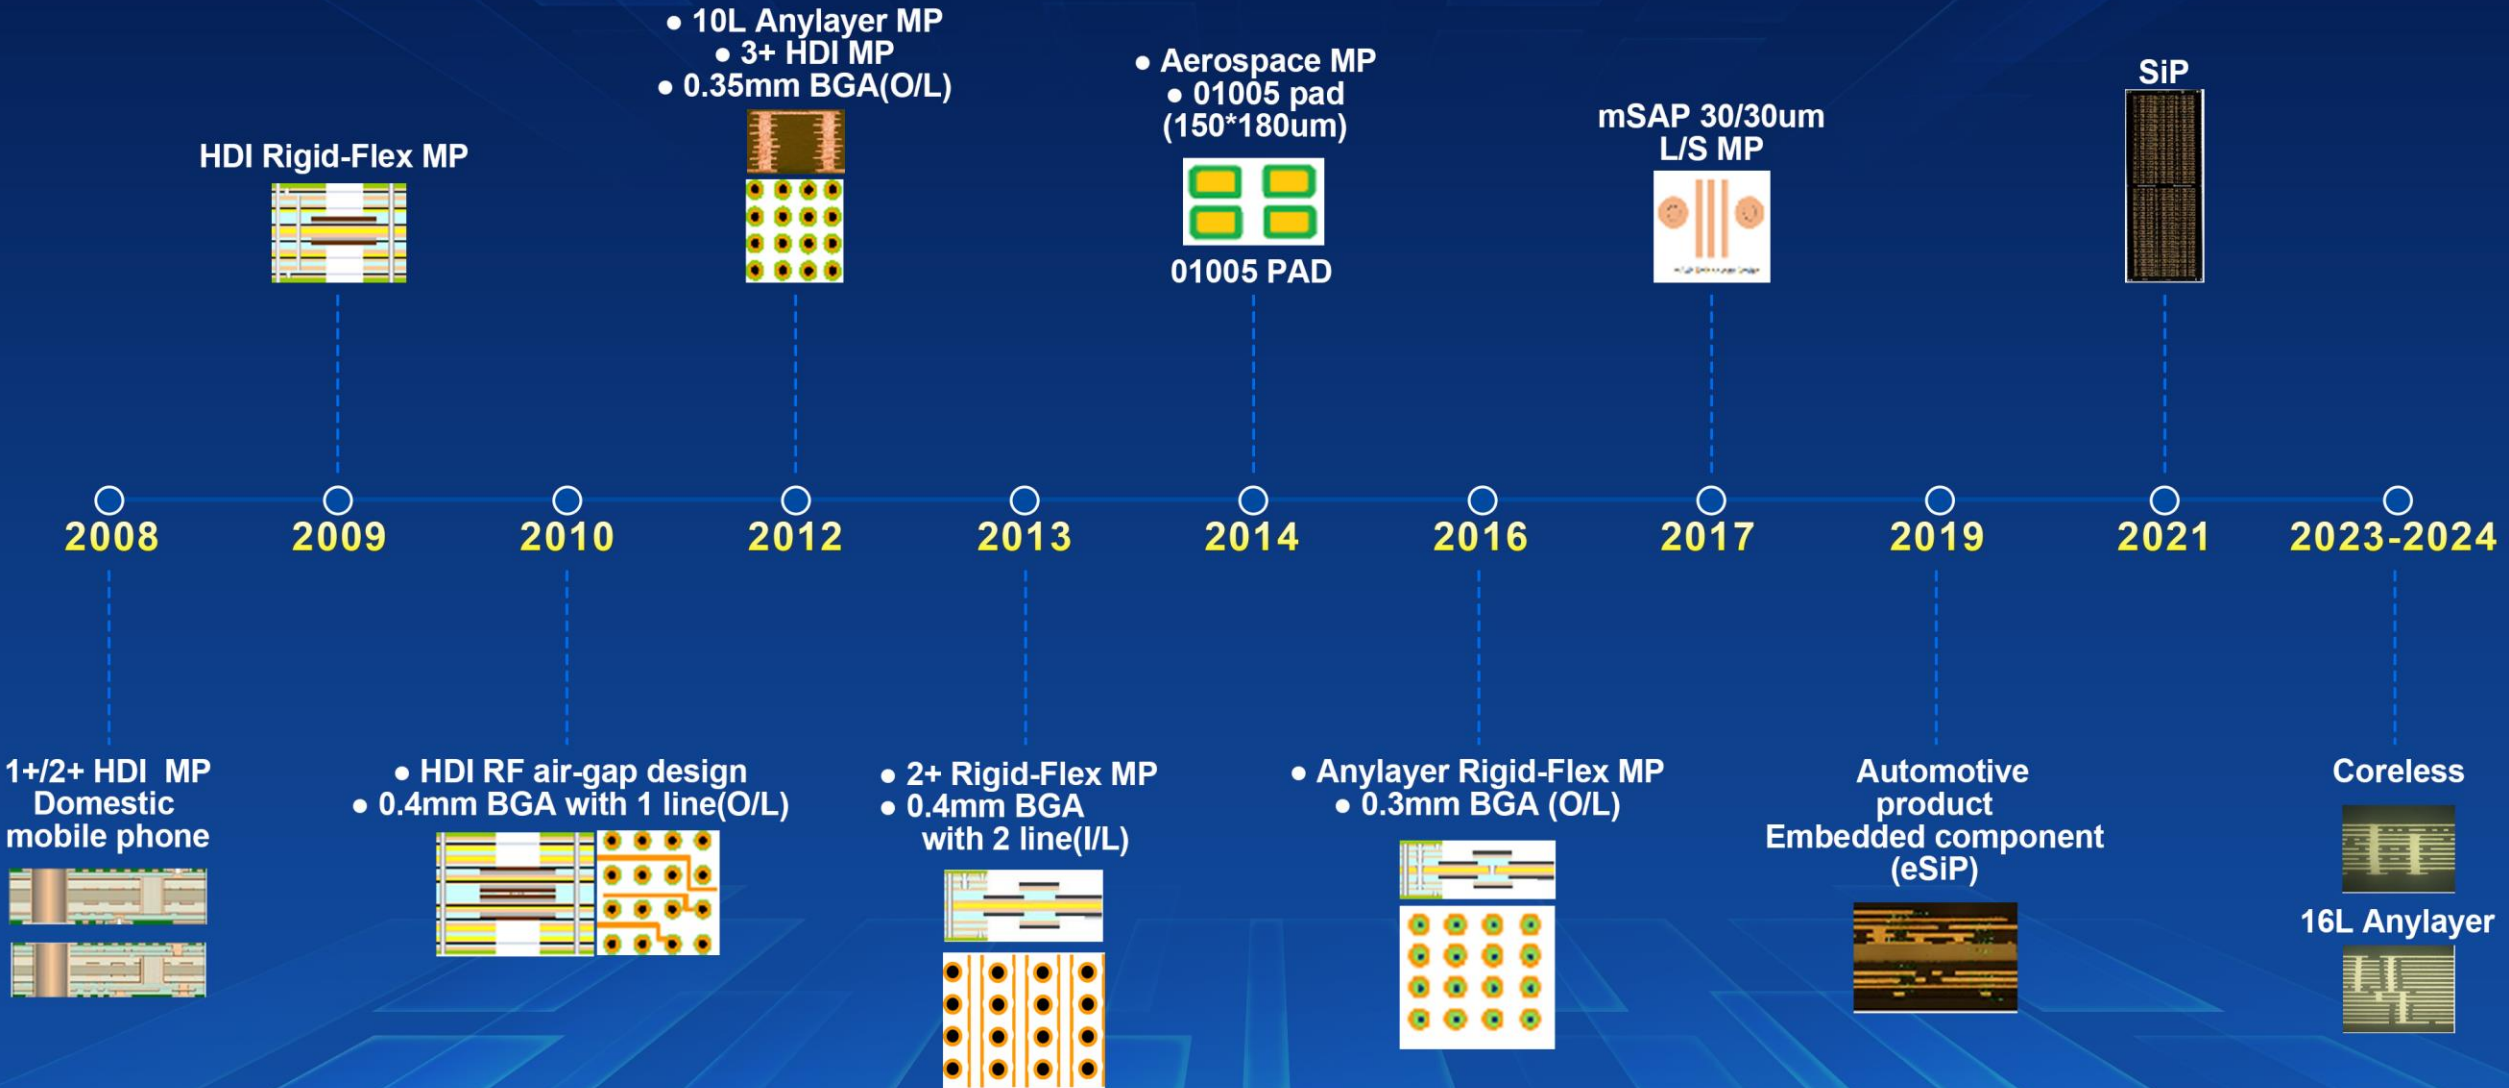 ● 10L Anylayer MP
● 3+ HDI MP
● 0.35mm BGA(O/L)
● Aerospace MP
● 01005 pad
(150*180um)
01005 PAD
SiP
mSAP 30/30um
L/S MP
HDI Rigid-Flex MP
2008
2009
2010
2012
2013
2014
2016
2017
2019
2021
2023-2024
1+/2+ HDI MP
Domestic
mobile phone
● HDI RF air-gap design
● 0.4mm BGA with 1 line(O/L)
● 2+ Rigid-Flex MP
● 0.4mm BGA
with 2 line(I/L)
● Anylayer Rigid-Flex MP
● 0.3mm BGA (O/L)
Automotive
product
Embedded component
(eSiP)
Coreless
16L Anylayer